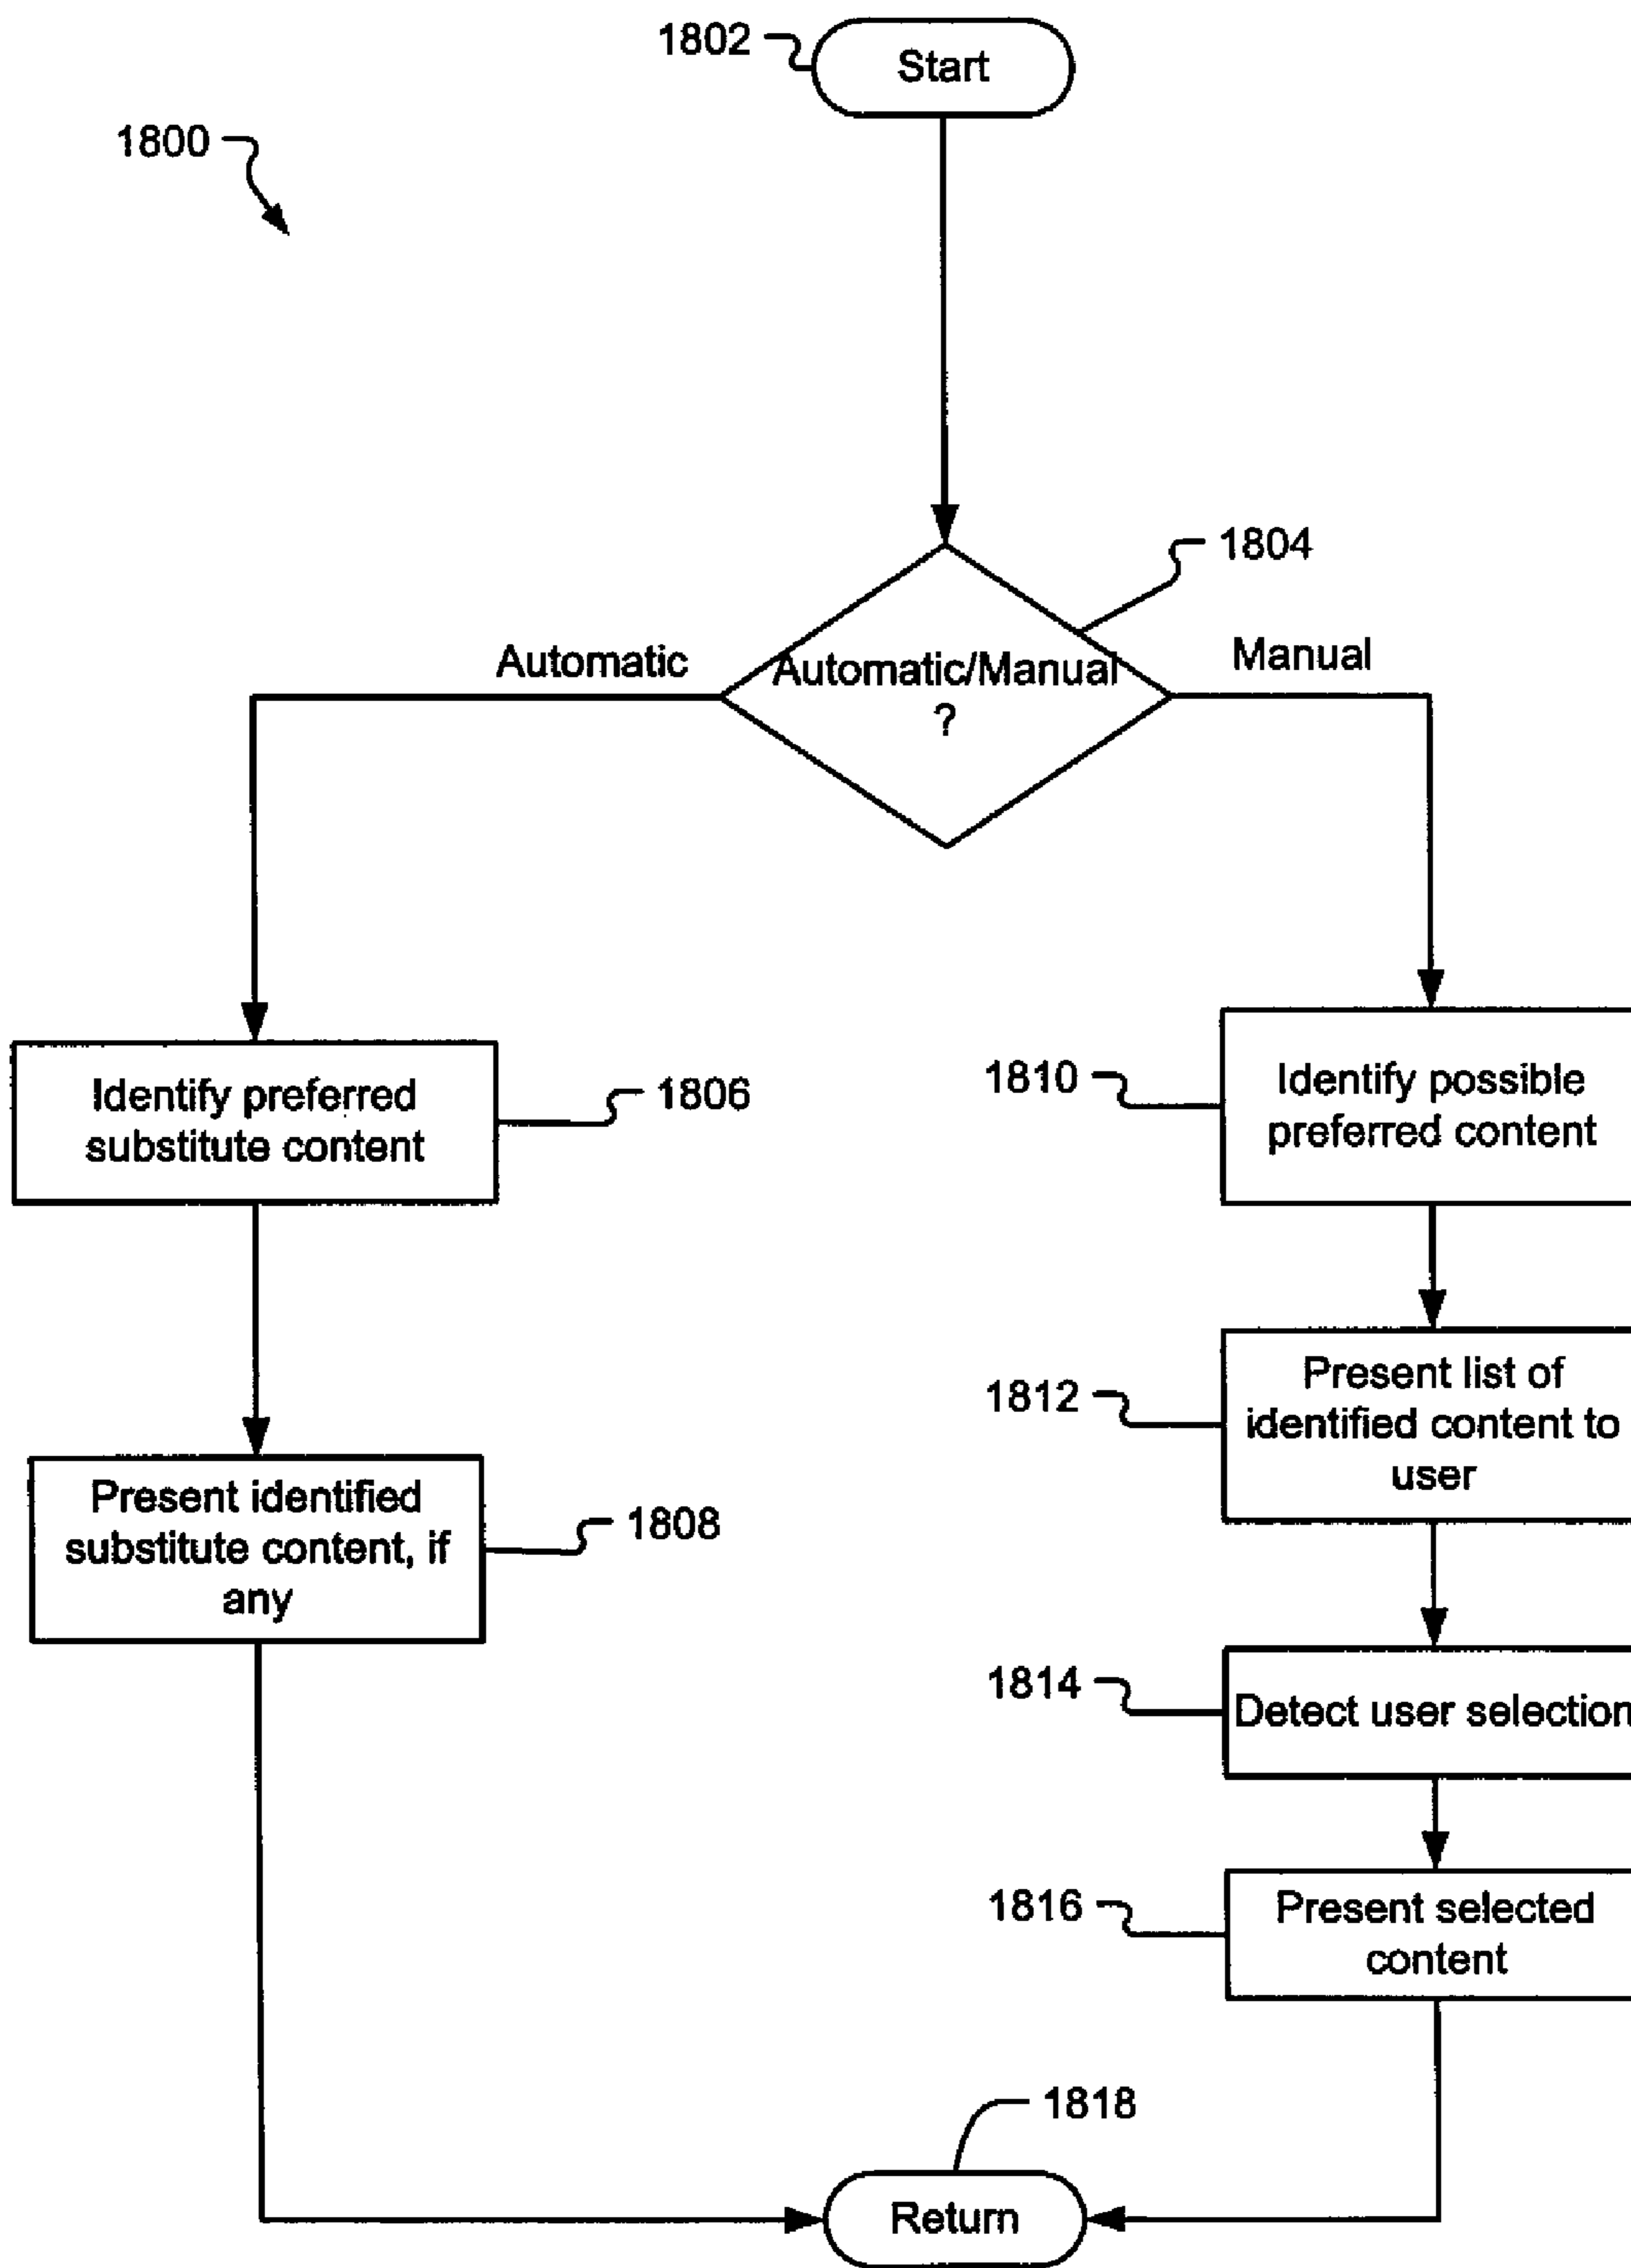 1802
Start
1800
1804
Automatic
Automatic/Manual
?
Manual
Identify preferred
substitute content
1806
1810
Identify possible
preferred content
1812
Present list of
identified content to
user
Present identified
substitute content, if
any
1808
1814
Detect user selection
1816
Present selected
content
1818
Return